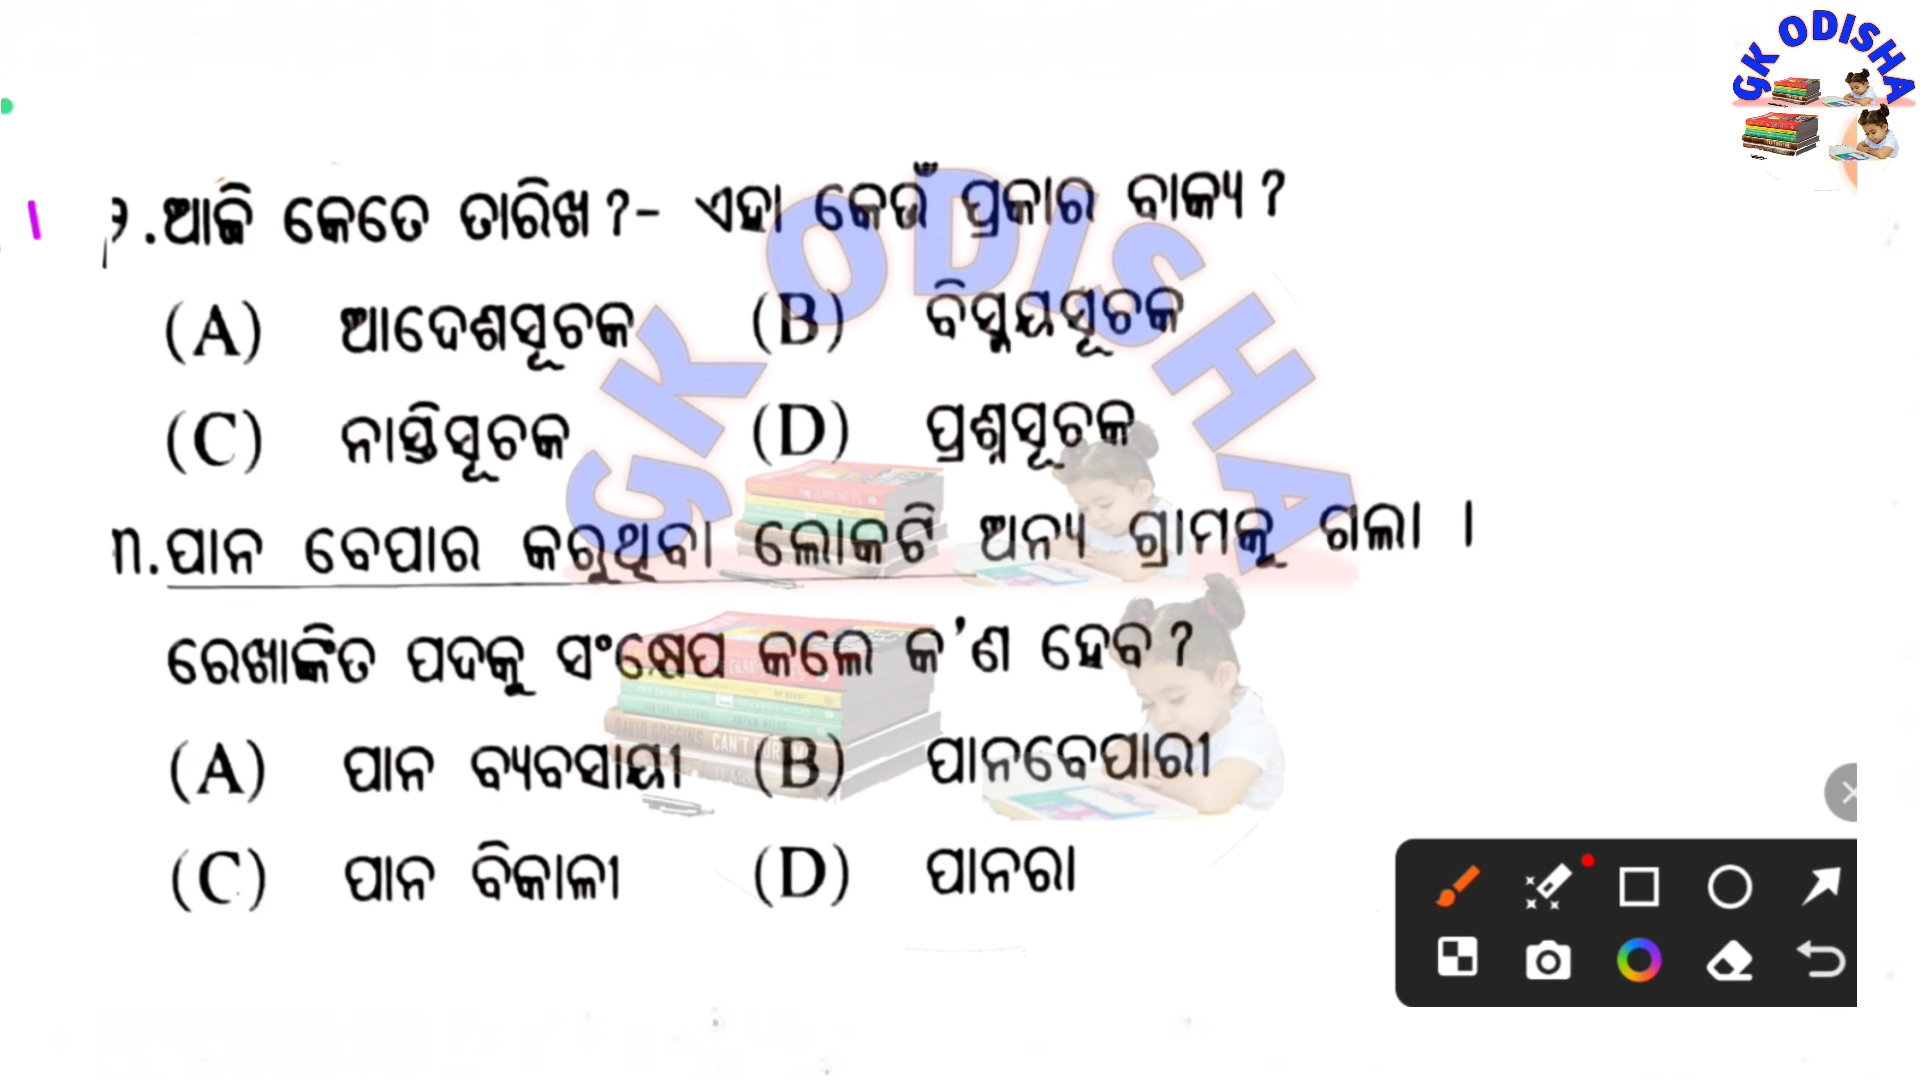 GK ODISHA
୨.ଆଜି କେତେ ତାରିଖ?- ଏହା କେଉଁ ପ୍ରକାର ବାକ୍ୟ?
(A) ଆଦେଶସୂଚକ (B) ବିସ୍ମୟସୂଚକ
(C) ନାସ୍ତିସୂଚକ (D) ପ୍ରଶ୍ନସୂଚକ
GK ODISHA
୩.ପାନ ବେପାର କରୁଥିବା ଲୋକଟି ଅନ୍ୟ ଗ୍ରାମକୁ ଗଲା ।
ରେଖାଙ୍କିତ ପଦକୁ ସଂକ୍ଷେପ କଲେ କ'ଣ ହେବ?
(A) ପାନ ବ୍ୟବସାୟୀ (B) ପାନବେପାରୀ
(C) ପାନ ବିକାଳୀ (D) ପାନରା